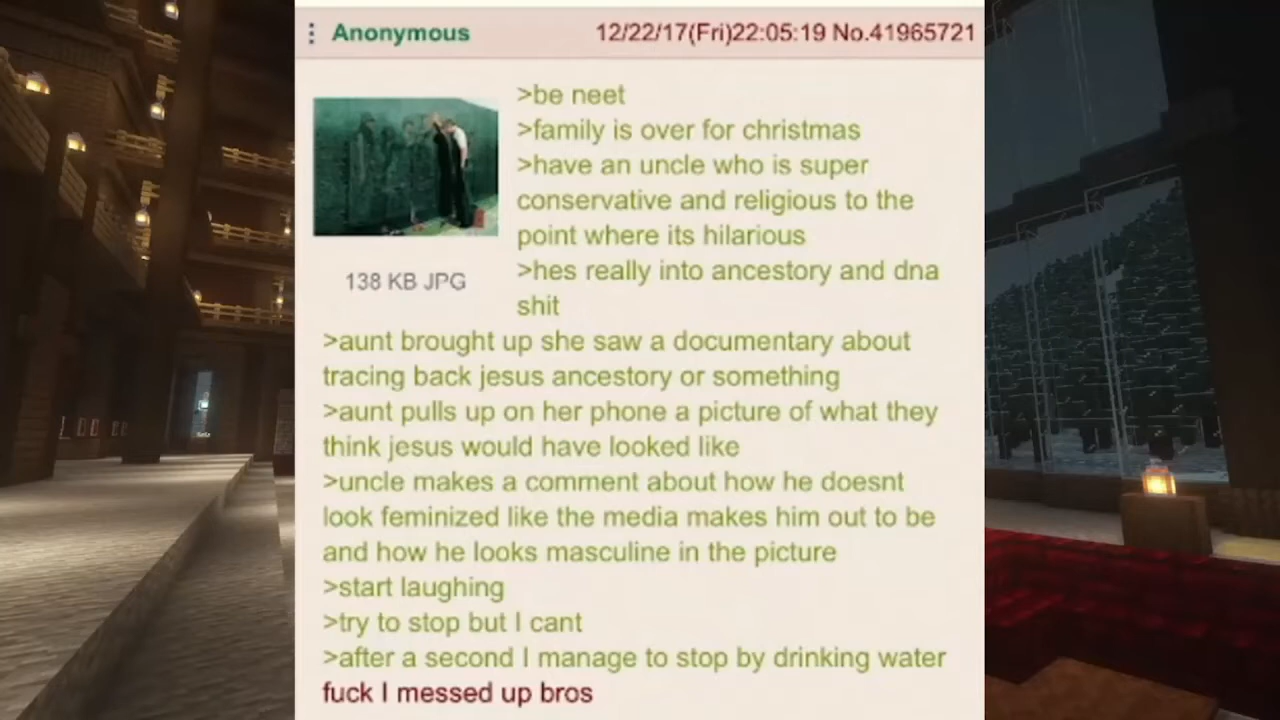 Anonymous 12/22/17(Fri)22:05:19 No.41965721
>be neet
>family is over for christmas
>have an uncle who is super
conservative and religious to the
point where its hilarious
>hes really into ancestory and dna
shit
138 KB JPG
>aunt brought up she saw a documentary about
tracing back jesus ancestory or something
>aunt pulls up on her phone a picture of what they
think jesus would have looked like
>uncle makes a comment about how he doesnt
look feminized like the media makes him out to be
and how he looks masculine in the picture
>start laughing
>try to stop but I cant
>after a second I manage to stop by drinking water
fuck I messed up bros